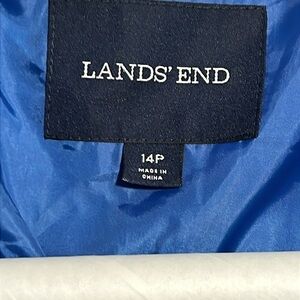 LANDS' END
14P
MADE IN
CHINA